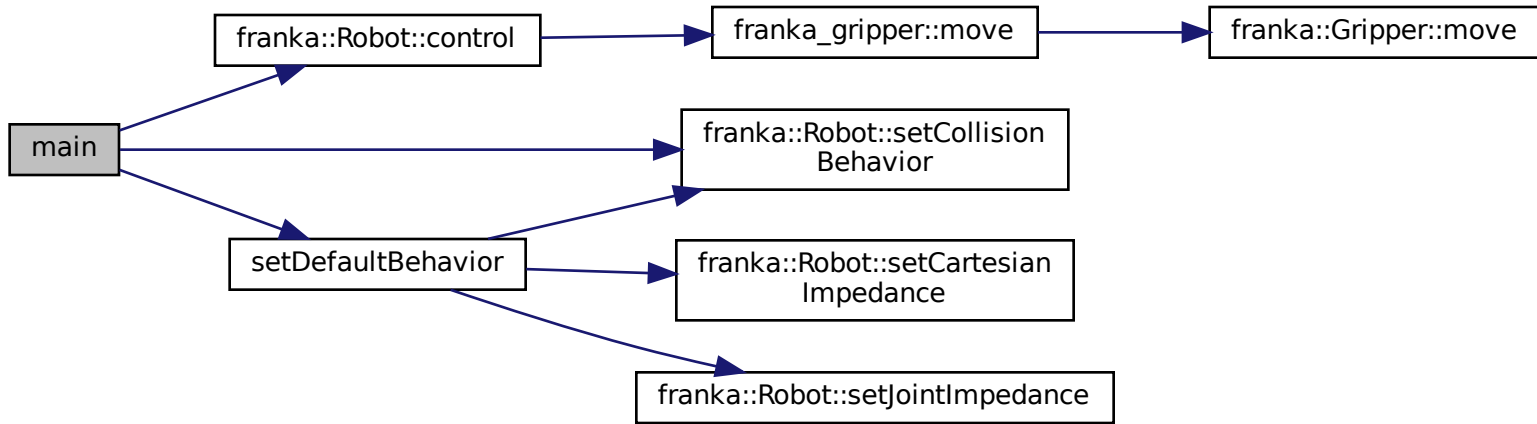 main
franka::Robot::control
franka_gripper::move
franka::Gripper::move
franka::Robot::setCollision
Behavior
setDefaultBehavior
franka::Robot::setCartesian
Impedance
franka::Robot::setJointImpedance